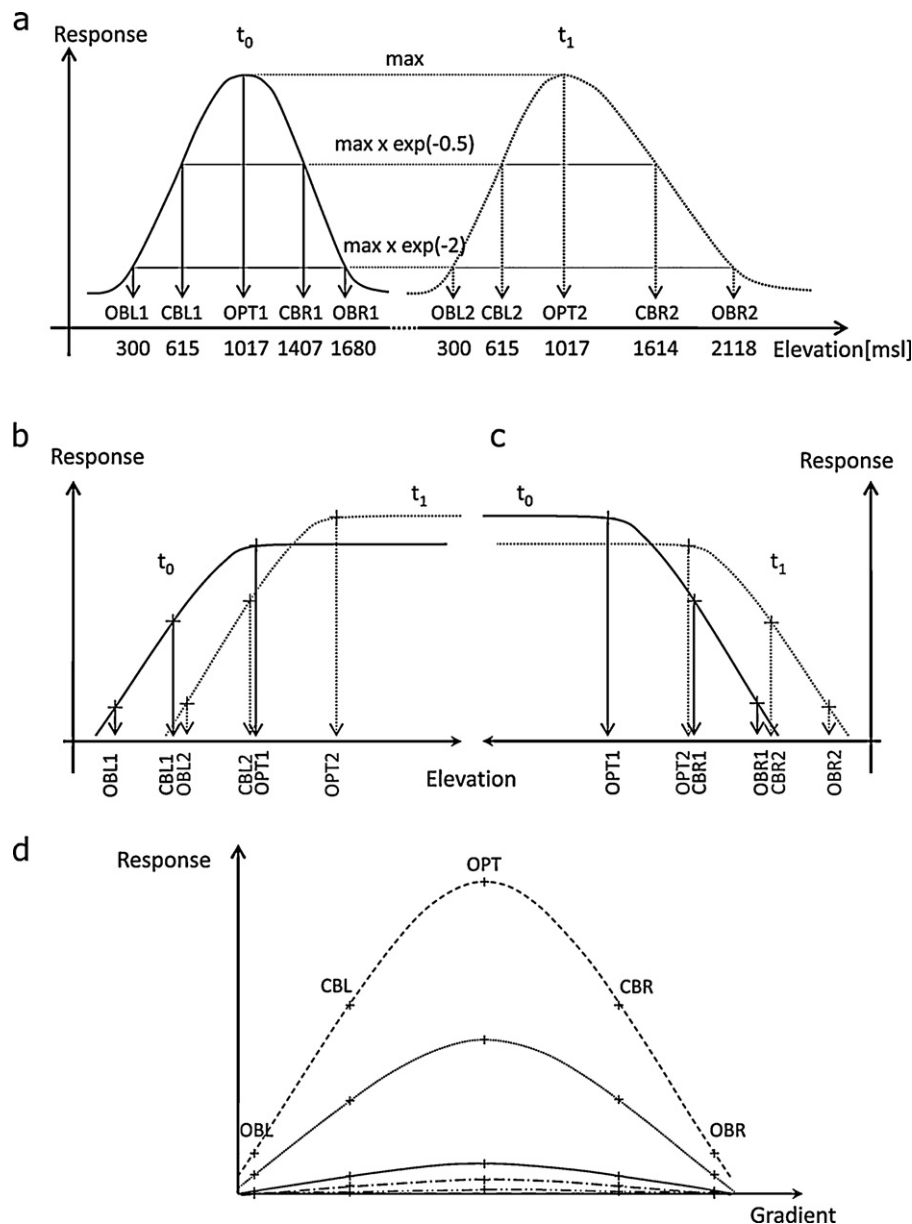 a
Response
t0
t1
max
max x exp(-0.5)
max x exp(-2)
OBL1 CBL1 OPT1 CBR1 OBR1 OBL2 CBL2 OPT2 CBR2 OBR2
300 615 1017 1407 1680 300 615 1017 1614 2118 Elevation[msl]
b
Response
t0
t1
OBL1 CBL1 OBL2 CBL2 OPT1 OPT2
Elevation
c
Response
t0
t1
OPT1 OPT2 CBR1 OBR1 CBR2 OBR2
d
Response
OPT
CBL CBR
OBL OBR
Gradient